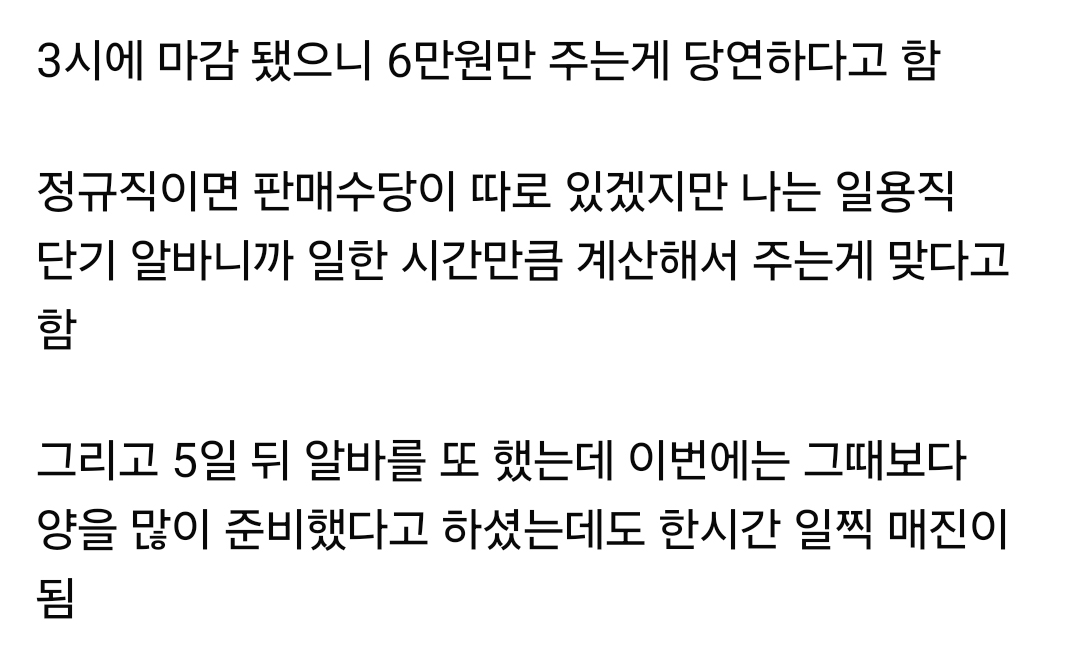 3시에 마감 됐으니 6만원만 주는게 당연하다고 함
정규직이면 판매수당이 따로 있겠지만 나는 일용직
단기 알바니까 일한 시간만큼 계산해서 주는게 맞다고
함
그리고 5일 뒤 알바를 또 했는데 이번에는 그때보다
양을 많이 준비했다고 하셨는데도 한시간 일찍 매진이
됨